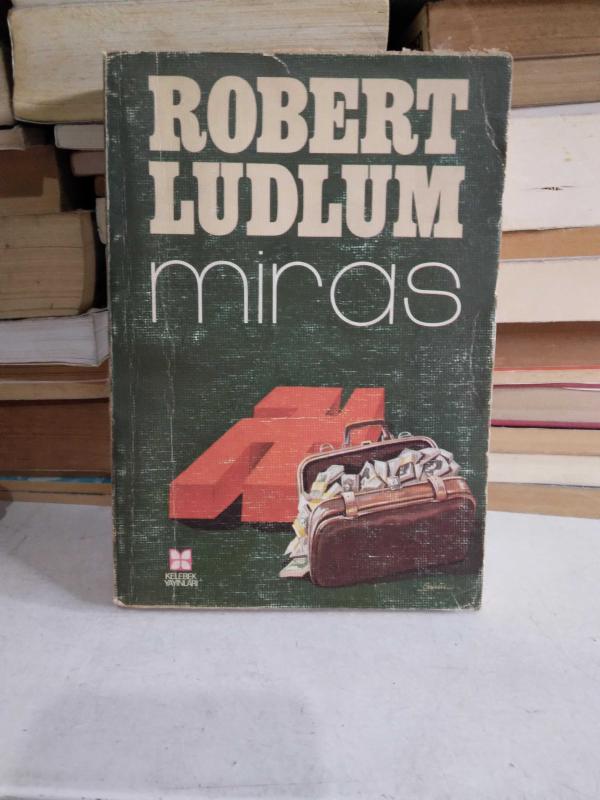 ROBERT
LUDLUM
miras
KELEBEK
YAYINLARI